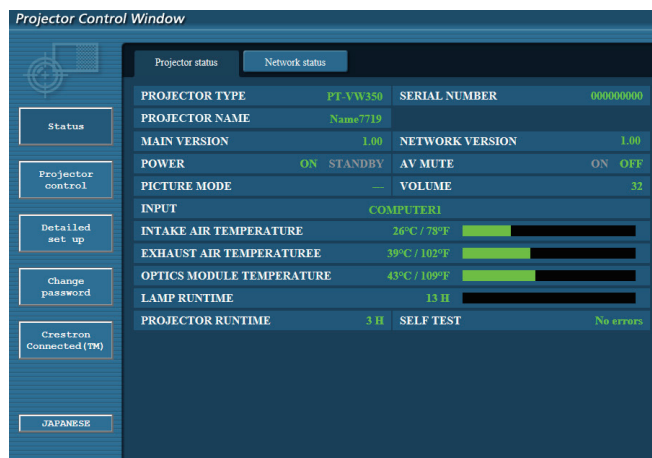 Projector Control Window
Projector status Network status
Status
Projector
control
Detailed
set up
Change
password
Crestron
Connected(TM)
JAPANESE
PROJECTOR TYPE PT-VW350 SERIAL NUMBER 000000000
PROJECTOR NAME Name7719
MAIN VERSION 1.00 NETWORK VERSION 1.00
POWER ON STANDBY AV MUTE ON OFF
PICTURE MODE — VOLUME 32
INPUT COMPUTER1
INTAKE AIR TEMPERATURE 26°C / 78°F
EXHAUST AIR TEMPERATUREE 39°C / 102°F
OPTICS MODULE TEMPERATURE 43°C / 109°F
LAMP RUNTIME 13 H
PROJECTOR RUNTIME 3 H SELF TEST No errors